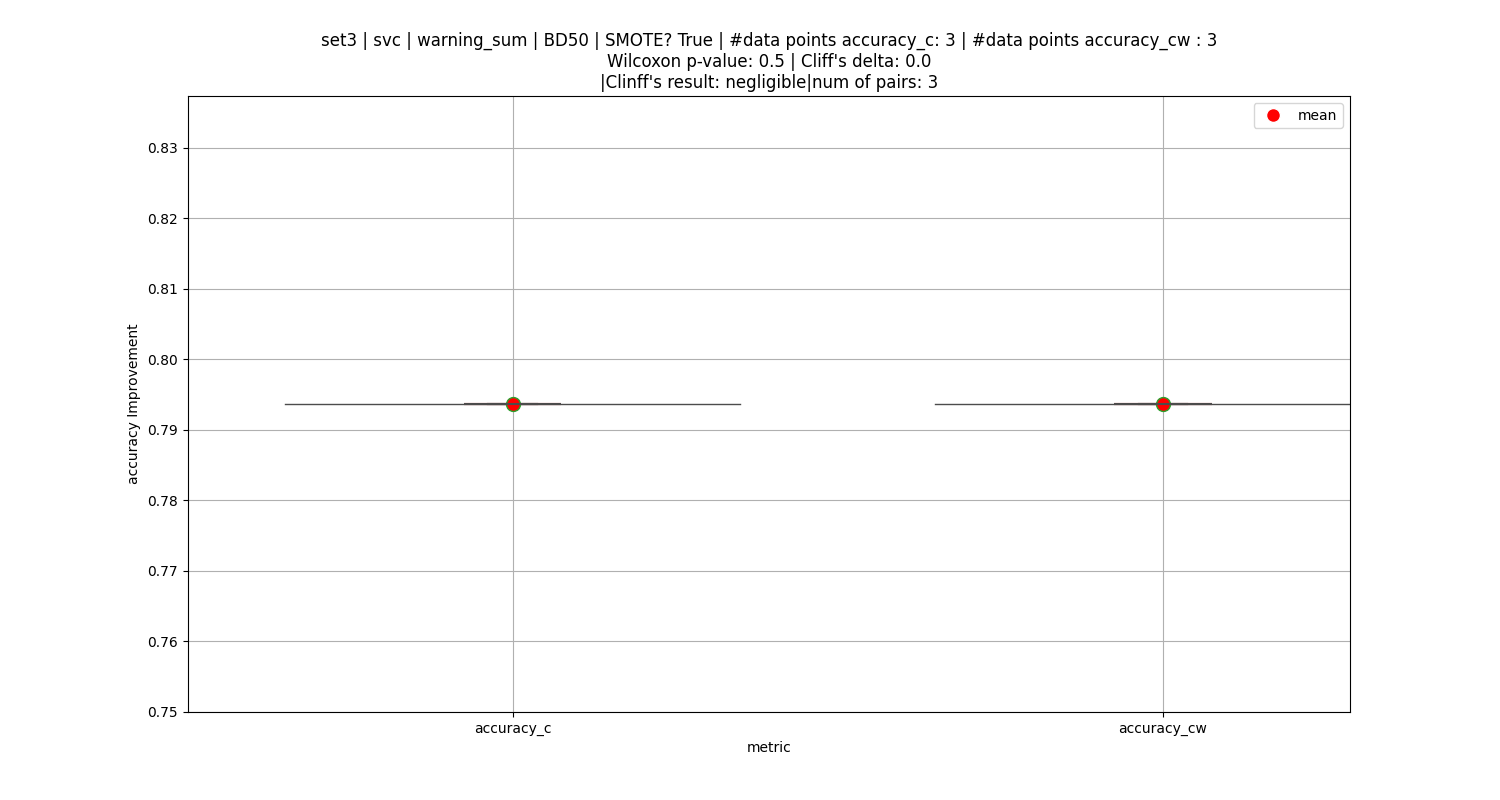 set3 | svc | warning_sum | BD50 | SMOTE? True | #data points accuracy_c: 3 | #data points accuracy_cw : 3
Wilcoxon p-value: 0.5 | Cliff's delta: 0.0
|Clinff's result: negligible|num of pairs: 3
mean
accuracy Improvement
0.83
0.82
0.81
0.80
0.79
0.78
0.77
0.76
0.75
accuracy_c
accuracy_cw
metric